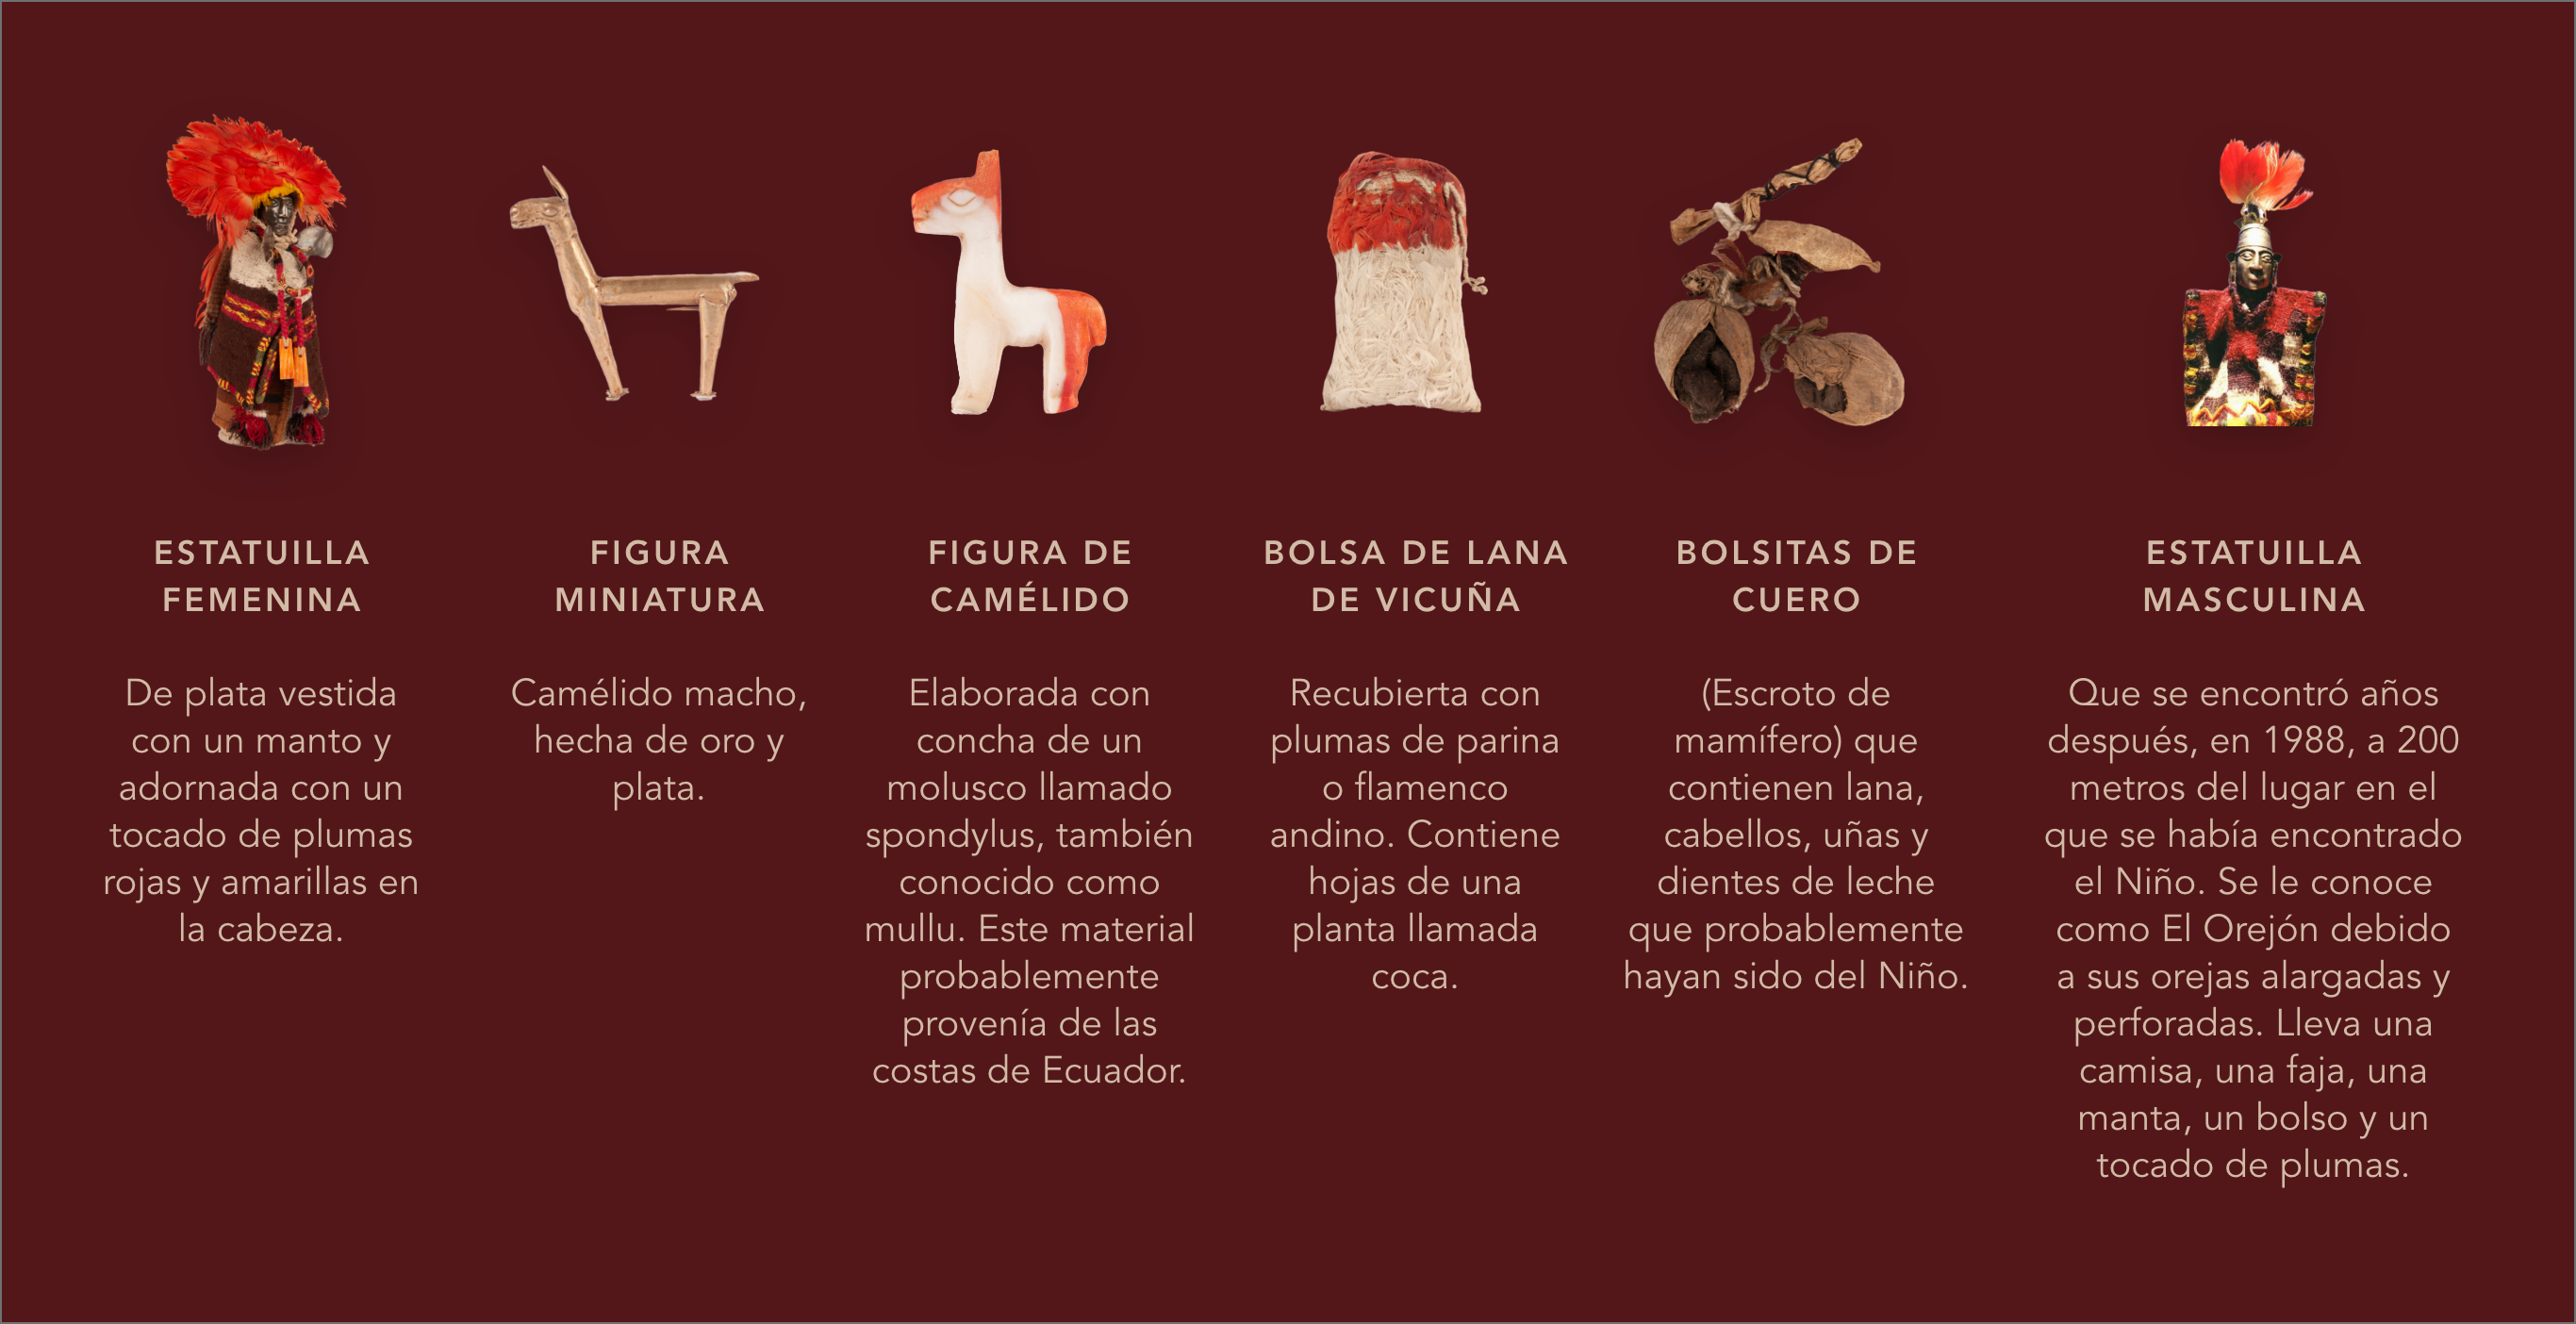 ESTATUILLA
FEMENINA
De plata vestida
con un manto y
adornada con un
tocado de plumas
rojas y amarillas en
la cabeza.
FIGURA
MINIATURA
Camélido macho,
hecha de oro y
plata.
FIGURA DE
CAMÉLIDO
Elaborada con
concha de un
molusco llamado
spondylus, también
conocido como
mullu. Este material
probablemente
provenía de las
costas de Ecuador.
BOLSA DE LANA
DE VICUÑA
Recubierta con
plumas de parina
o flamenco
andino. Contiene
hojas de una
planta llamada
coca.
BOLSITAS DE
CUERO
(Escroto de
mamífero) que
contienen lana,
cabellos, uñas y
dientes de leche
que probablemente
hayan sido del Niño.
ESTATUILLA
MASCULINA
Que se encontró años
después, en 1988, a 200
metros del lugar en el
que se había encontrado
el Niño. Se le conoce
como El Orejón debido
a sus orejas alargadas y
perforadas. Lleva una
camisa, una faja, una
manta, un bolso y un
tocado de plumas.